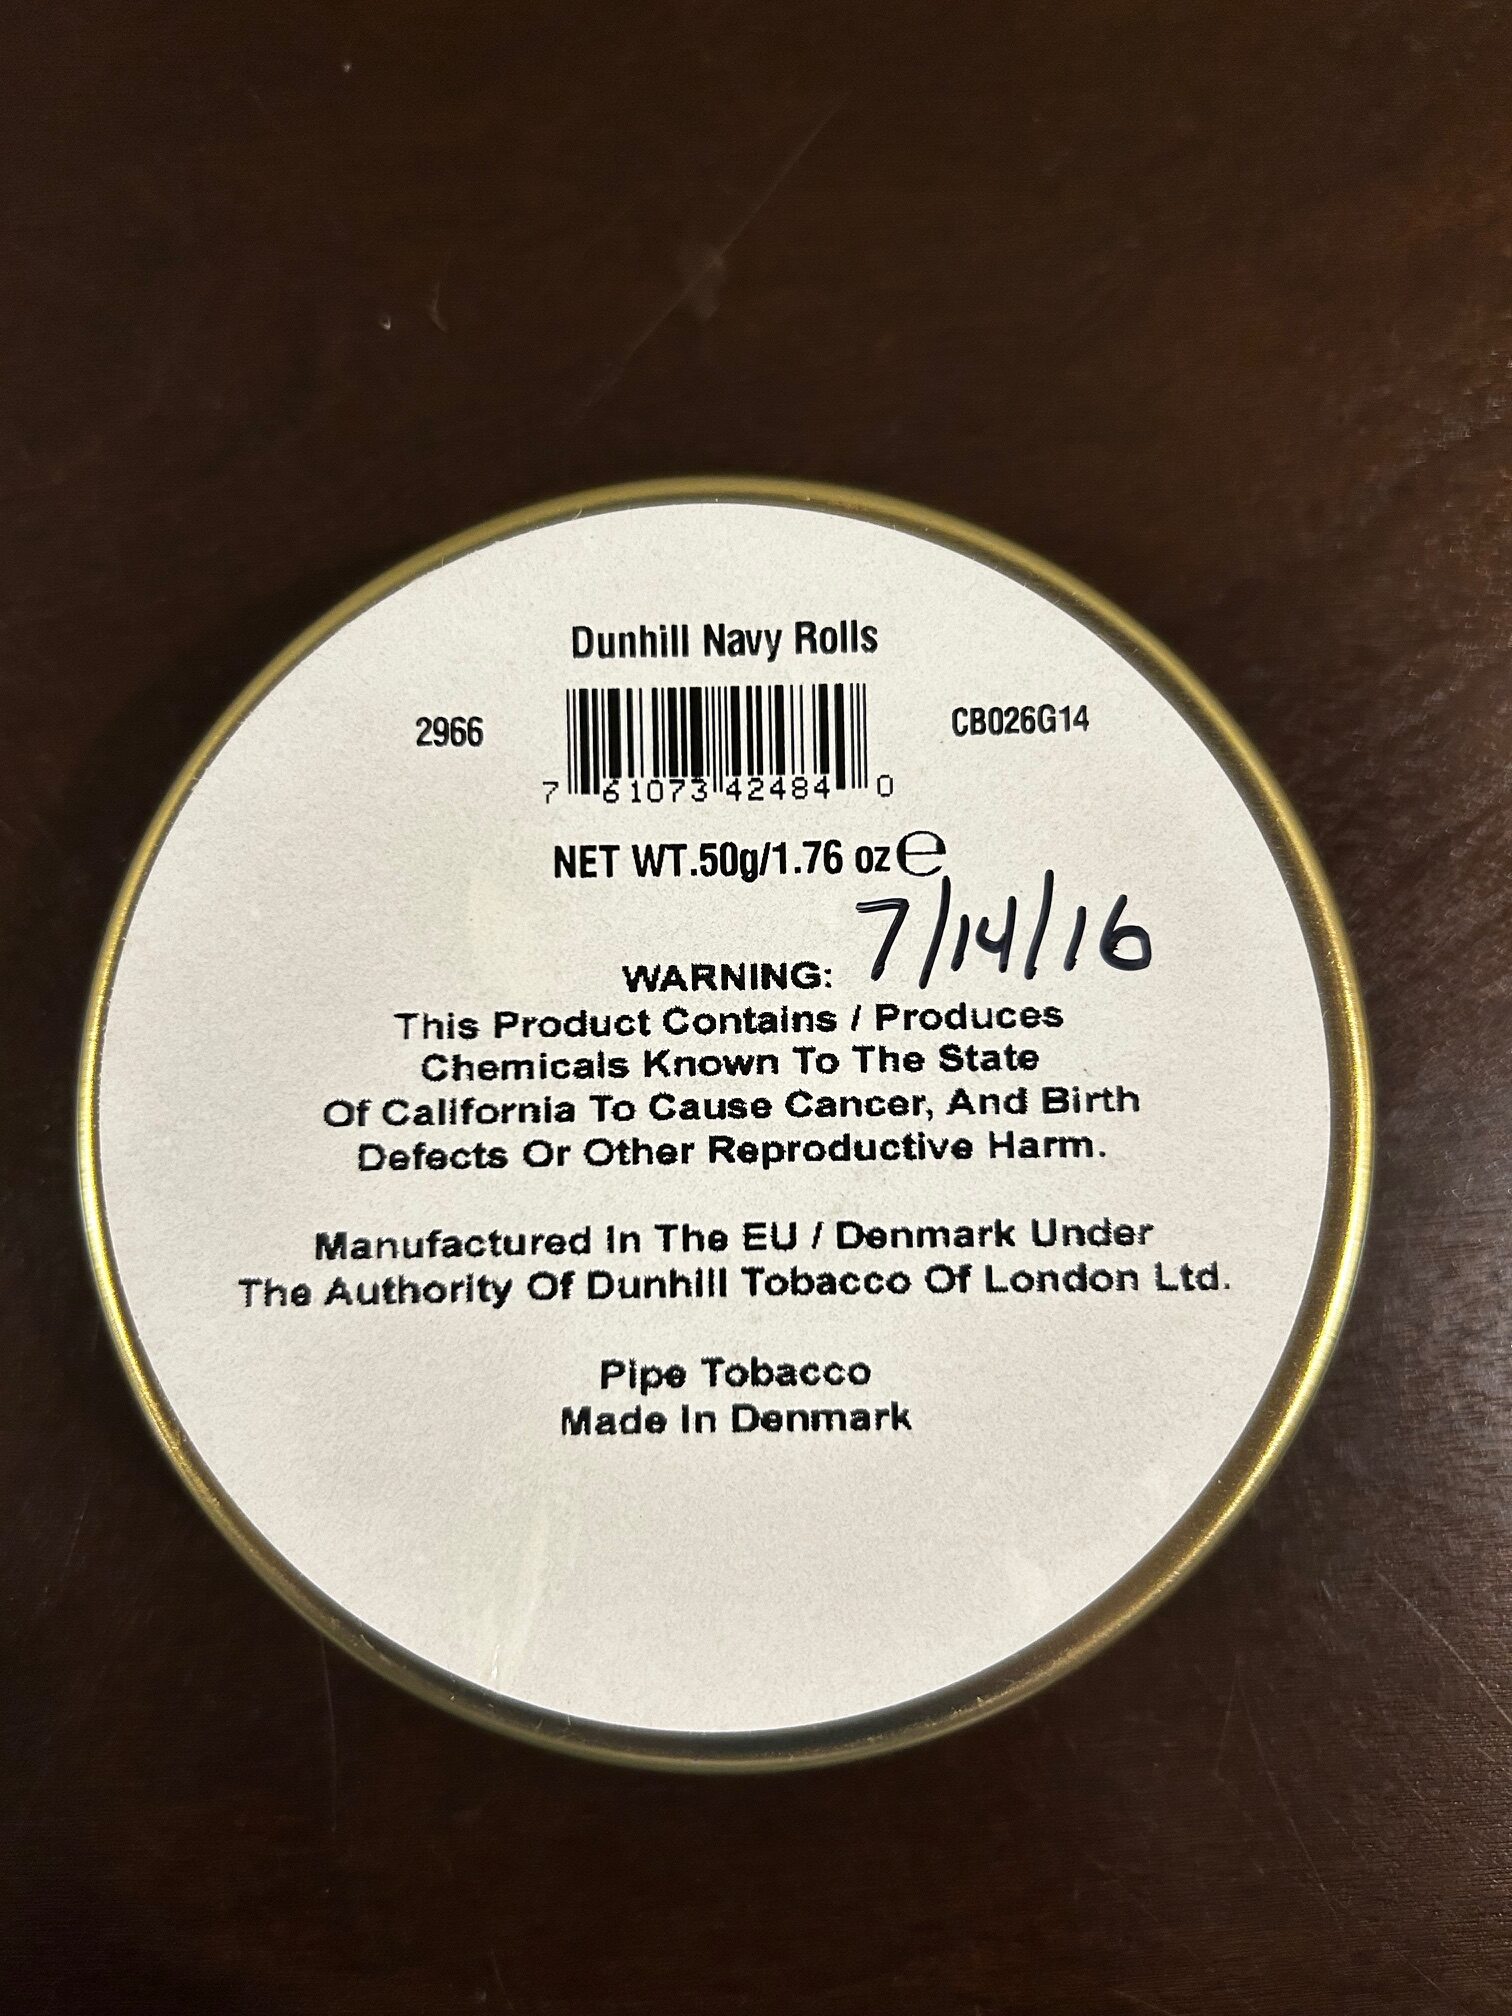 Dunhill Navy Rolls
2966
CB026G14
7 61073 42484 0
NET WT.50g/1.76 oz ℮
7/14/16
WARNING:
This Product Contains / Produces
Chemicals Known To The State
Of California To Cause Cancer, And Birth
Defects Or Other Reproductive Harm.
Manufactured In The EU / Denmark Under
The Authority Of Dunhill Tobacco Of London Ltd.
Pipe Tobacco
Made In Denmark